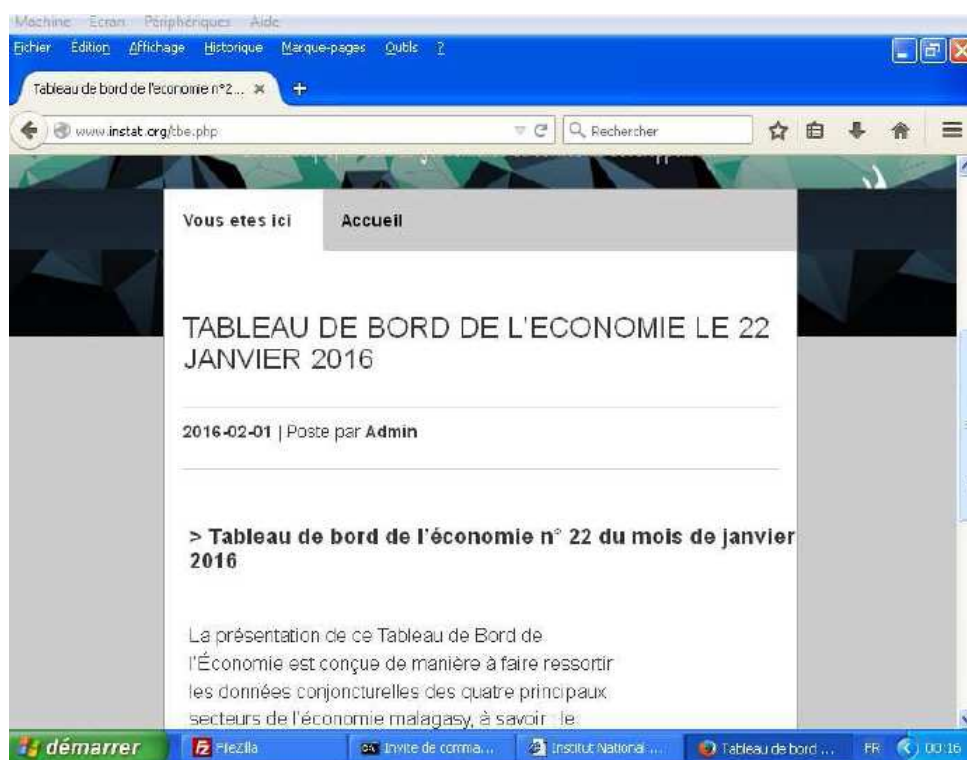 Machine Ecran Périphériques Aide
Fichier Édition Affichage Historique Marque-pages Outils ?
Tableau de bord de l'economie n°2... × +
www.instat.org/tbe.php Rechercher
Vous etes ici Accueil
TABLEAU DE BORD DE L'ECONOMIE LE 22
JANVIER 2016
2016-02-01 | Poste par Admin
> Tableau de bord de l'économie n° 22 du mois de janvier
2016
La présentation de ce Tableau de Bord de
l'Économie est conçue de manière à faire ressortir
les données conjoncturelles des quatre principaux
secteurs de l'économie malagasy, à savoir : le
démarrer FileZilla Invite de comma... Institut National ... Tableau de bord ... FR 00:16